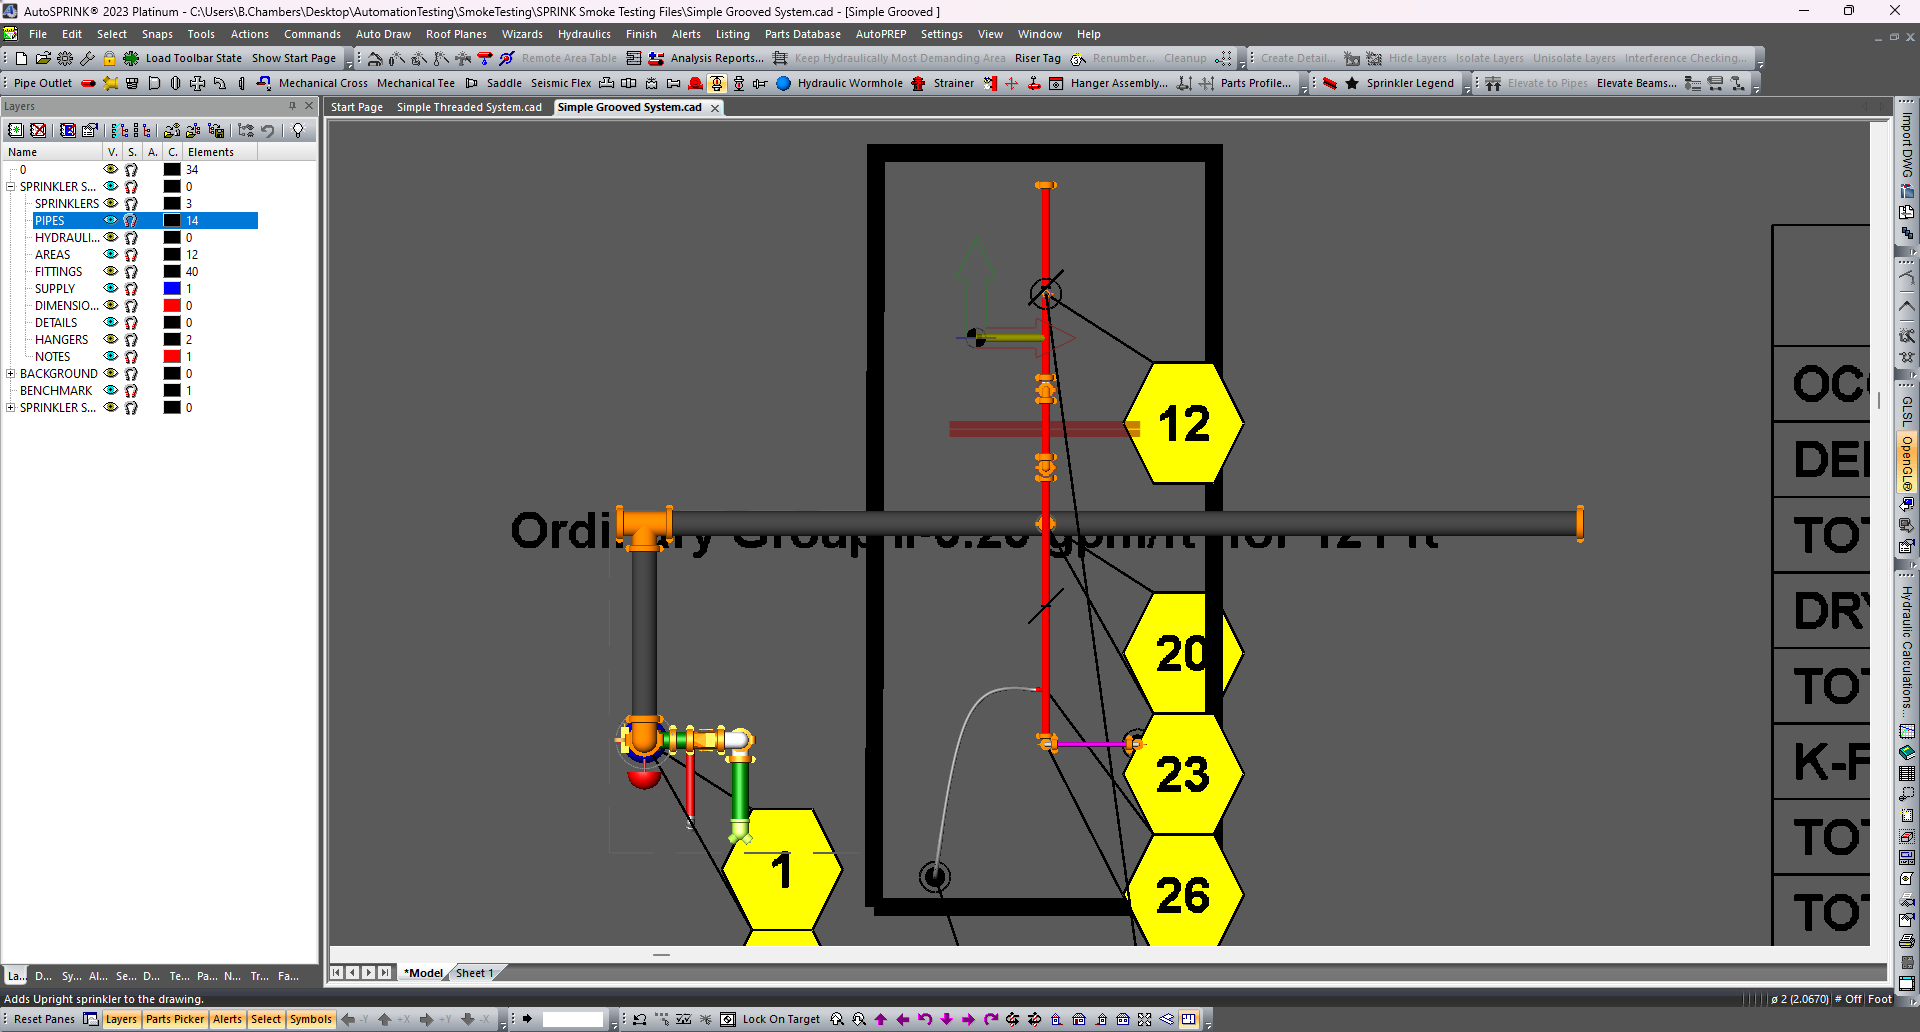 AutoSPRINK® 2023 Platinum - C:\Users\B.Chambers\Desktop\AutomationTesting\SmokeTesting\SPRINK Smoke Testing Files\Simple Grooved System.cad - [Simple Grooved ]
File Edit Select Snaps Tools Actions Commands Auto Draw Roof Planes Wizards Hydraulics Finish Alerts Listing Parts Database AutoPREP Settings View Window Help
Load Toolbar State Show Start Page Remote Area Table Analysis Reports... Keep Hydraulically Most Demanding Area Riser Tag Renumber... Cleanup Create Detail... Hide Layers Isolate Layers Unisolate Layers Interference Checking...
Pipe Outlet Mechanical Cross Mechanical Tee Saddle Seismic Flex Hydraulic Wormhole Strainer Hanger Assembly... Parts Profile... Sprinkler Legend Elevate to Pipes Elevate Beams...
Layers
Start Page Simple Threaded System.cad Simple Grooved System.cad
Name V. S. A. C. Elements
0 34
SPRINKLER S... 0
SPRINKLERS 3
PIPES 14
HYDRAULI... 0
AREAS 12
FITTINGS 40
SUPPLY 1
DIMENSIO... 0
DETAILS 0
HANGERS 2
NOTES 1
BACKGROUND 0
BENCHMARK 1
SPRINKLER S... 0
12
20
23
26
1
DRY
K-F
TOT
TOT
TOT
TOT
Import DWG
GLSL
OpenGL®
Hydraulic Calculations...
La... D... Sy... Al... Se... D... Te... Pa... N... Tr... Fa...
*Model Sheet 1
Adds Upright sprinkler to the drawing.
ø 2 (2.0670) # Off Foot
Reset Panes Layers Parts Picker Alerts Select Symbols -Y +X +Y -X Lock On Target